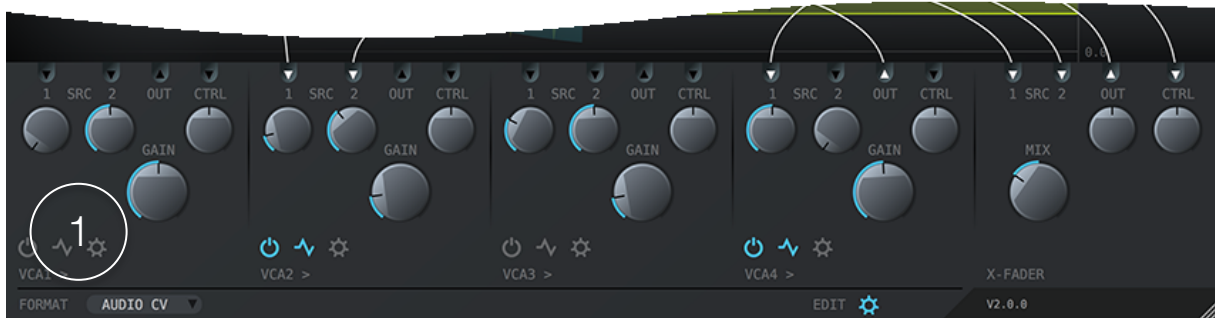 0.0
1 SRC 2 OUT CTRL 1 SRC 2 OUT CTRL 1 SRC 2 OUT CTRL 1 SRC 2 OUT CTRL 1 SRC 2 OUT CTRL
GAIN GAIN GAIN GAIN MIX
1
VCA1 > VCA2 > VCA3 > VCA4 > X-FADER
FORMAT AUDIO CV EDIT V2.0.0